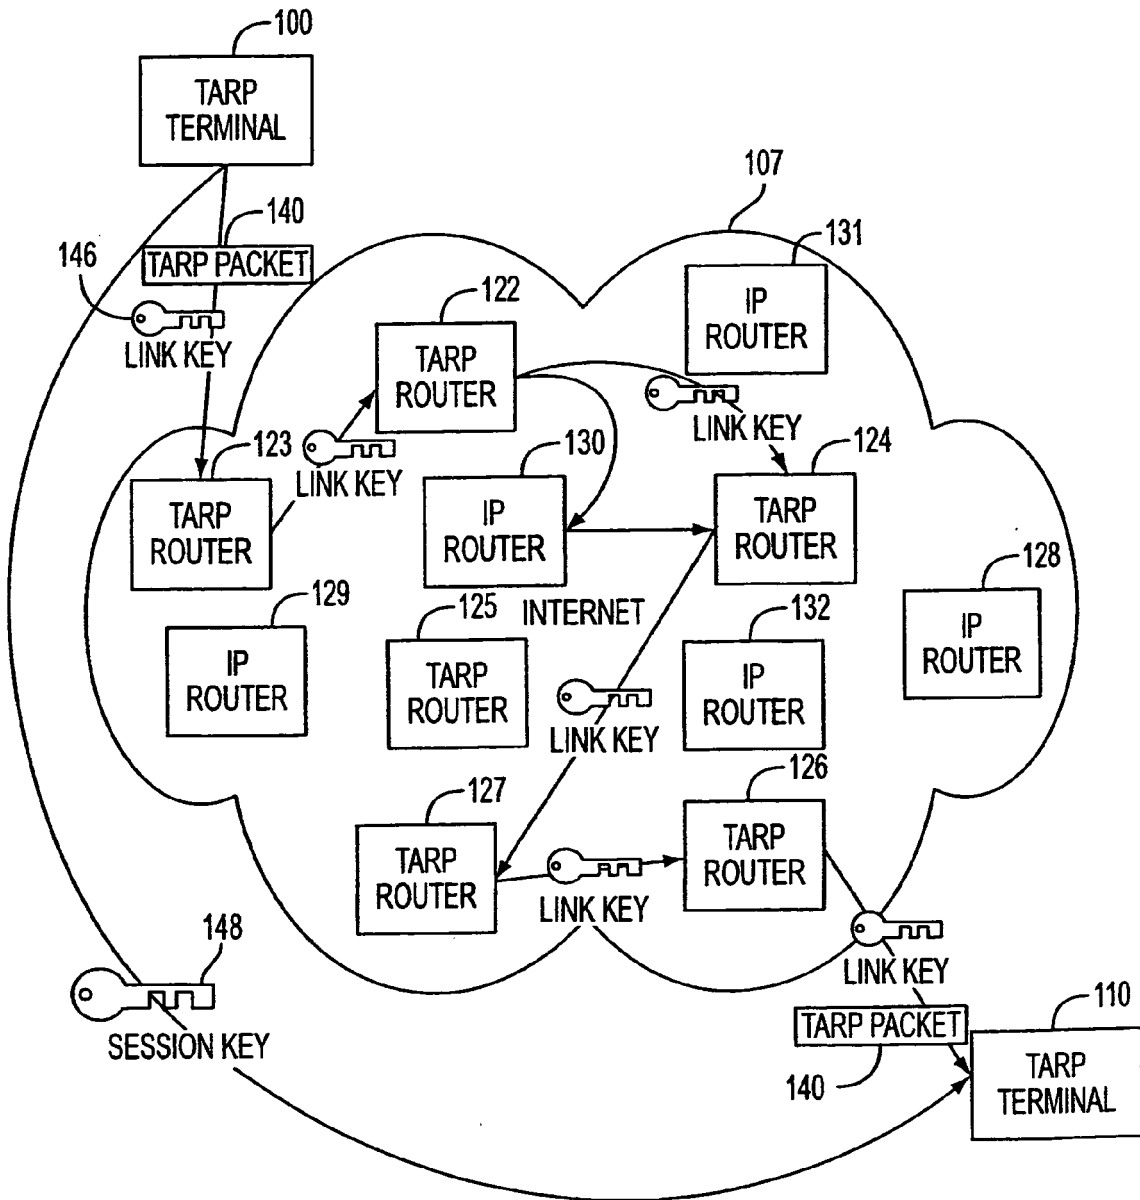 100
TARP
TERMINAL
107
140
TARP PACKET
146
LINK KEY
131
IP
ROUTER
122
TARP
ROUTER
LINK KEY
123
TARP
ROUTER
LINK KEY
130
IP
ROUTER
124
TARP
ROUTER
129
IP
ROUTER
INTERNET
125
TARP
ROUTER
132
IP
ROUTER
128
IP
ROUTER
LINK KEY
127
TARP
ROUTER
126
TARP
ROUTER
LINK KEY
LINK KEY
148
SESSION KEY
TARP PACKET
140
110
TARP
TERMINAL